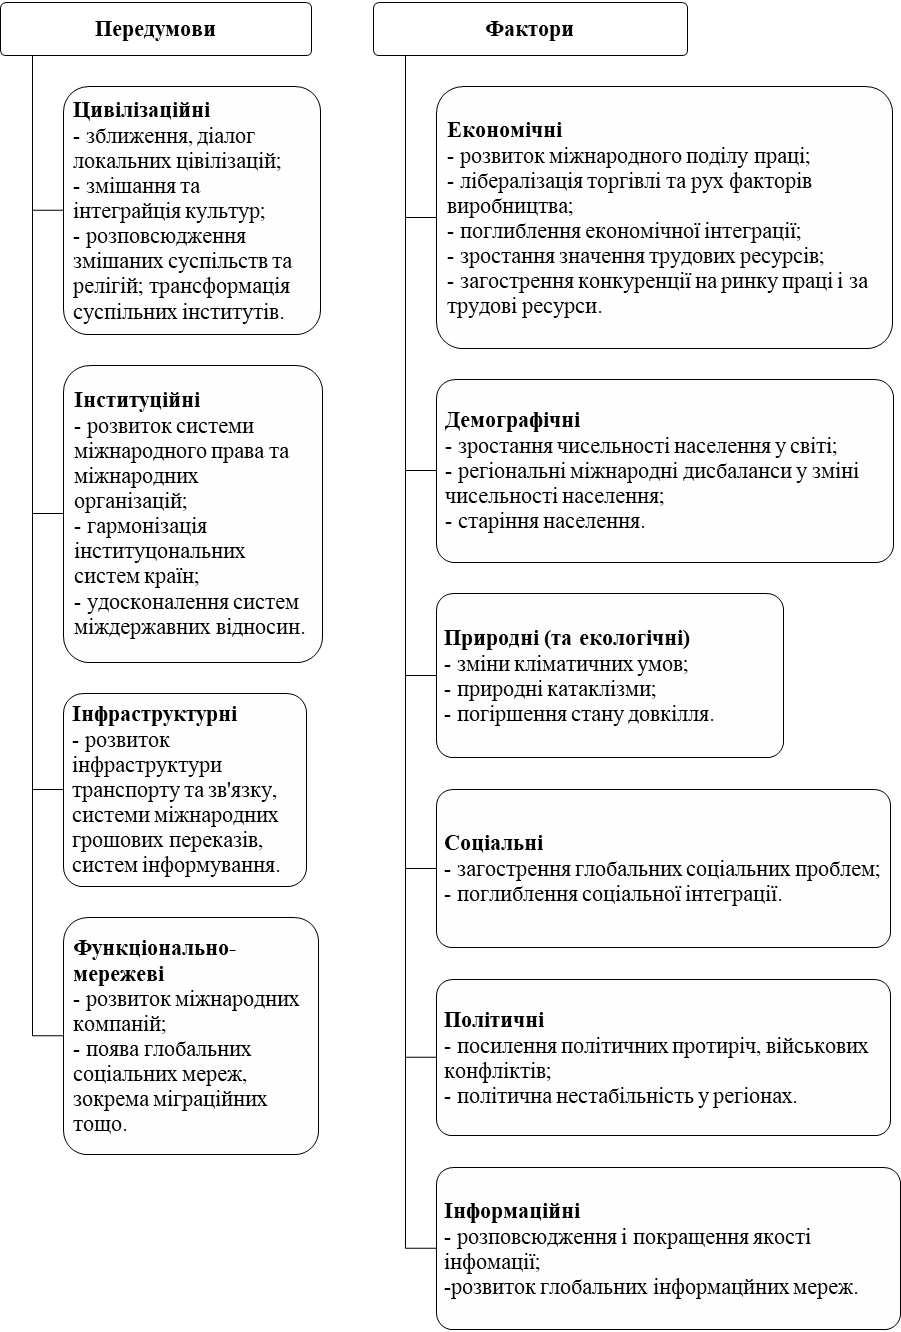 Передумови
Цивілізаційні
- зближення, діалог
локальних цівілізацій;
- змішання та
інтеграйція культур;
- розповсюдження
змішаних суспільств та
релігій; трансформація
суспільних інститутів.
Інституційні
- розвиток системи
міжнародного права та
міжнародних
організацій;
- гармонізація
інституцональних
систем країн;
- удосконалення систем
міждержавних відносин.
Інфраструктурні
- розвиток
інфраструктури
транспорту та зв'язку,
системи міжнародних
грошових переказів,
систем інформування.
Функціонально-
мережеві
- розвиток міжнародних
компаній;
- поява глобальних
соціальних мереж,
зокрема міграційних
тощо.
Фактори
Економічні
- розвиток міжнародного поділу праці;
- лібералізація торгівлі та рух факторів
виробництва;
- поглиблення економічної інтеграції;
- зростання значення трудових ресурсів;
- загострення конкуренції на ринку праці і за
трудові ресурси.
Демографічні
- зростання чисельності населення у світі;
- регіональні міжнародні дисбаланси у зміні
чисельності населення;
- старіння населення.
Природні (та екологічні)
- зміни кліматичних умов;
- природні катаклізми;
- погіршення стану довкілля.
Соціальні
- загострення глобальних соціальних проблем;
- поглиблення соціальної інтеграції.
Політичні
- посилення політичних протиріч, військових
конфліктів;
- політична нестабільність у регіонах.
Інформаційні
- розповсюдження і покращення якості
інфомації;
-розвиток глобальних інформаційних мереж.